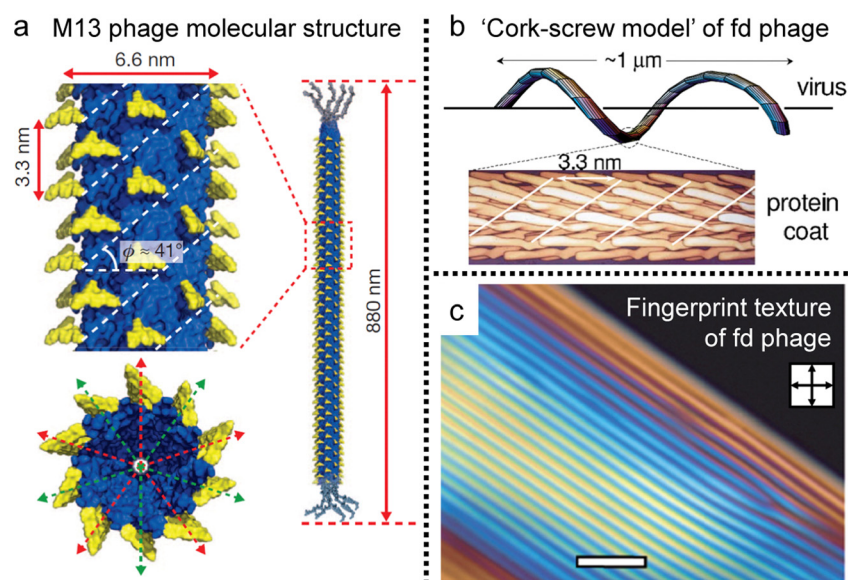 a M13 phage molecular structure
6.6 nm
3.3 nm
ϕ ≈ 41°
880 nm
b ‘Cork-screw model’ of fd phage
~1 μm
virus
3.3 nm
protein
coat
c
Fingerprint texture
of fd phage